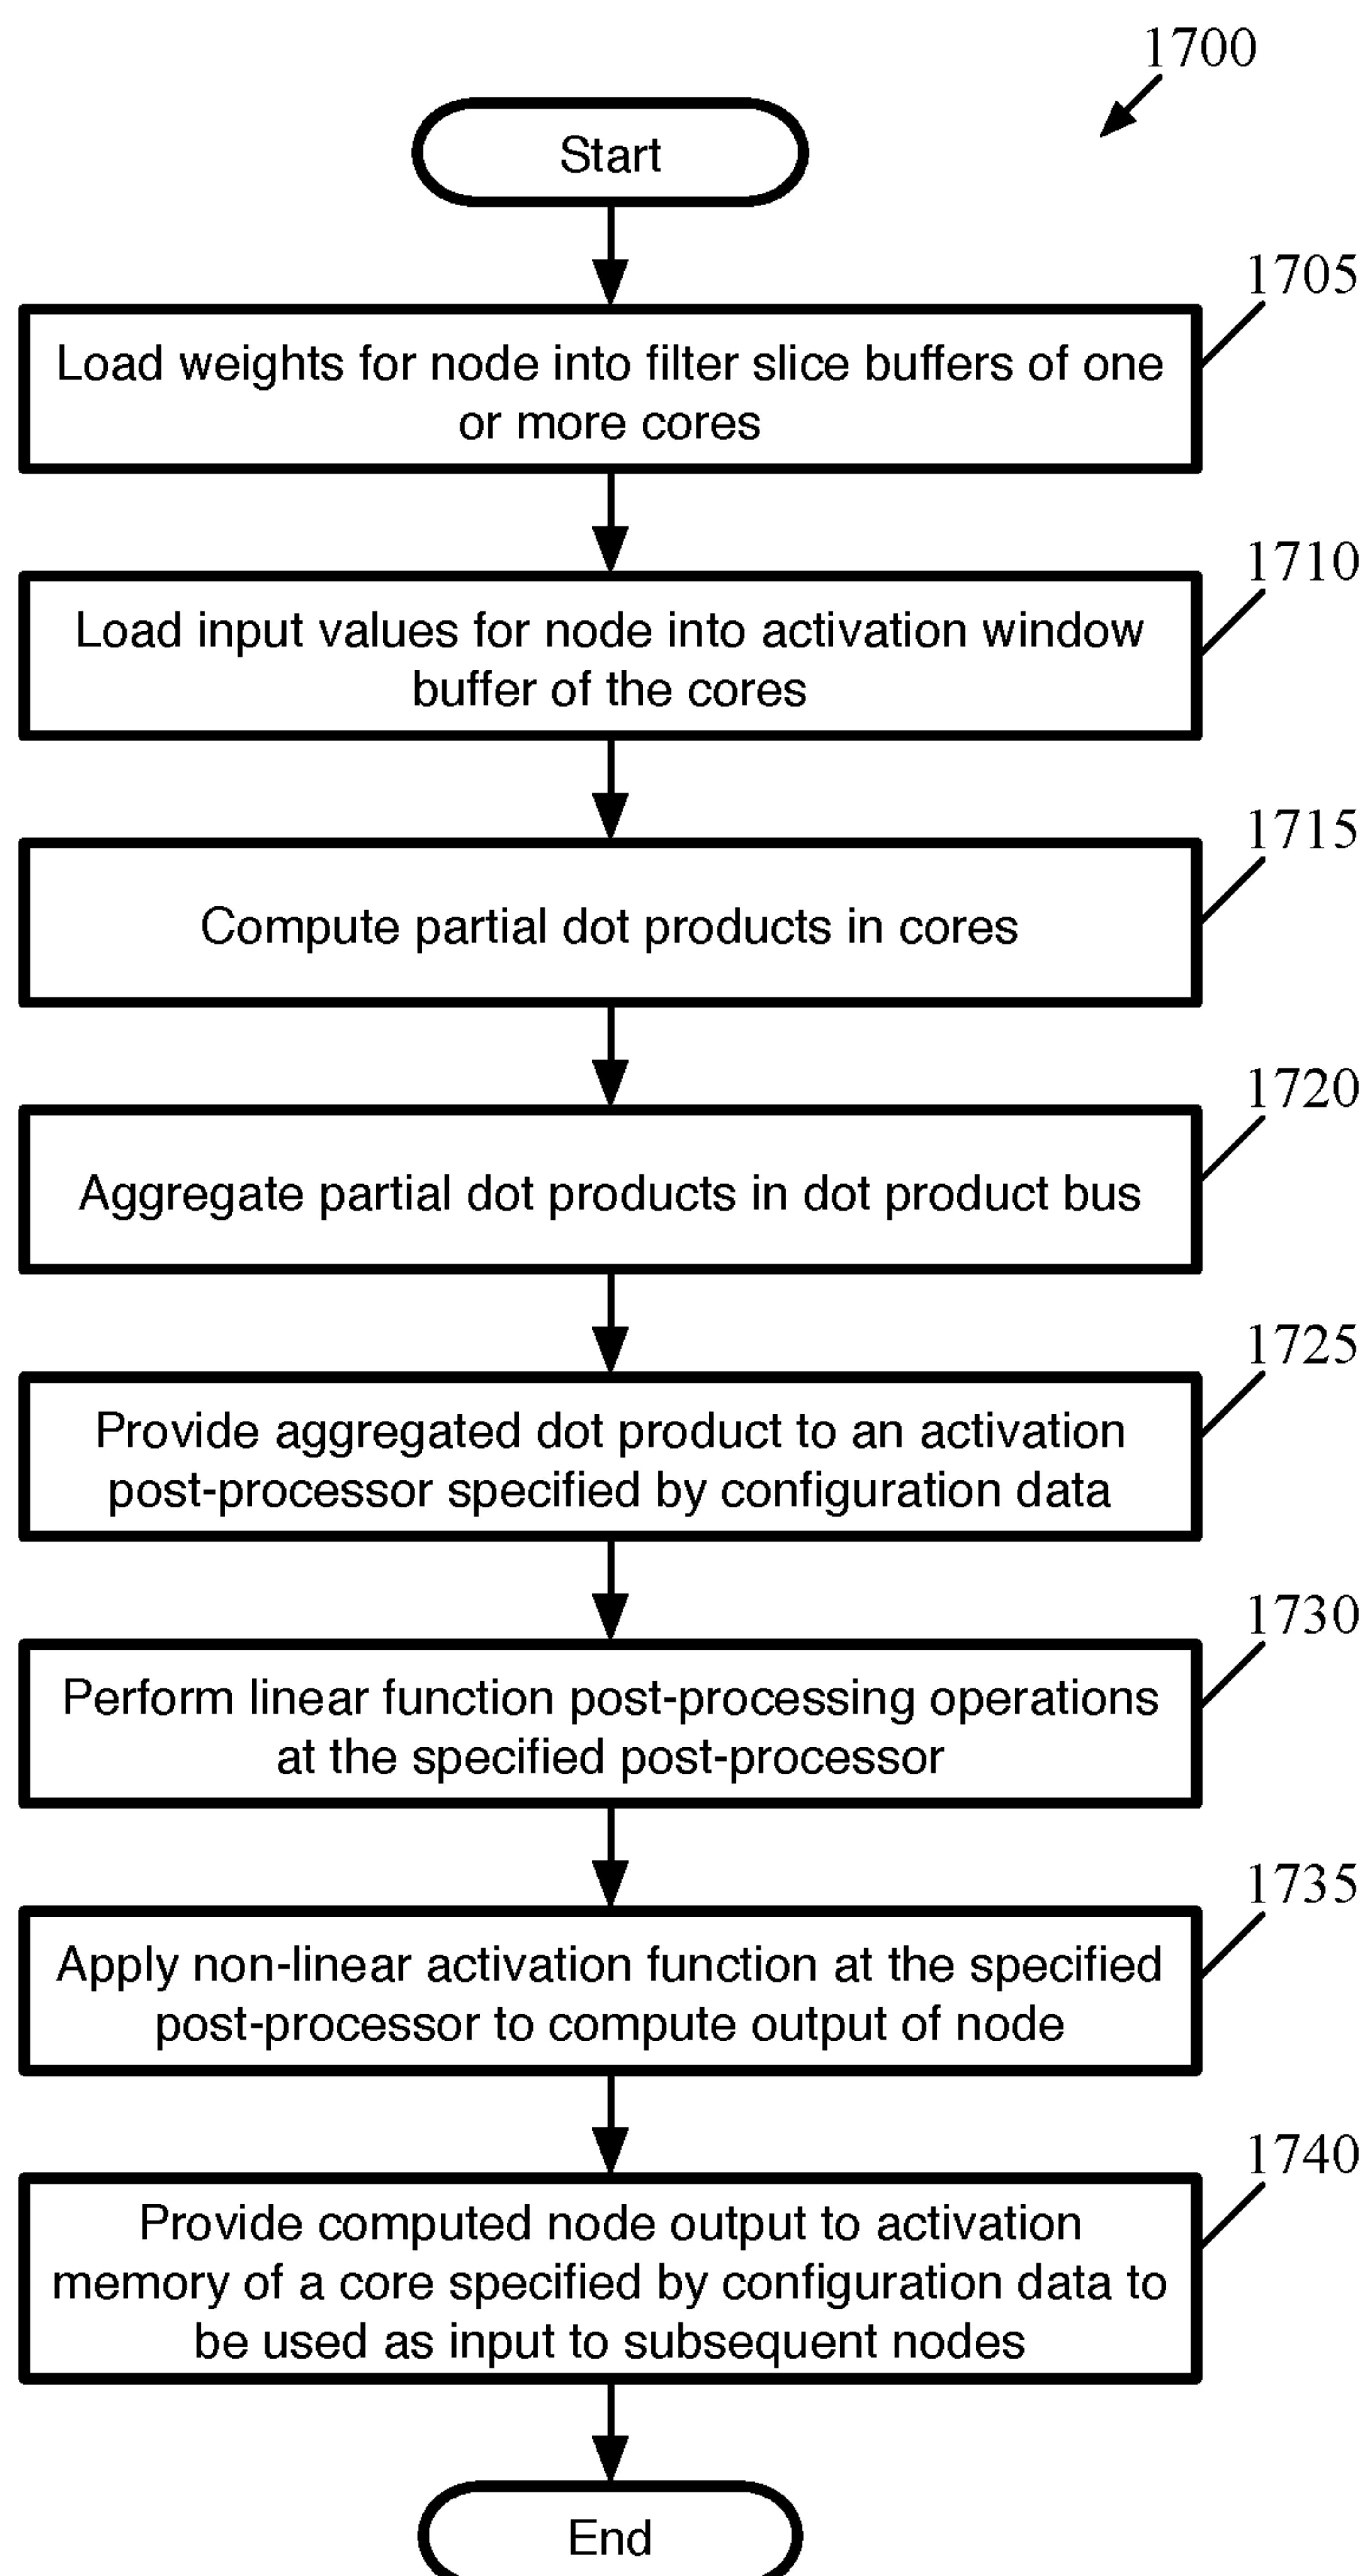 1700
Start
1705
Load weights for node into filter slice buffers of one
or more cores
1710
Load input values for node into activation window
buffer of the cores
1715
Compute partial dot products in cores
1720
Aggregate partial dot products in dot product bus
1725
Provide aggregated dot product to an activation
post-processor specified by configuration data
1730
Perform linear function post-processing operations
at the specified post-processor
1735
Apply non-linear activation function at the specified
post-processor to compute output of node
1740
Provide computed node output to activation
memory of a core specified by configuration data to
be used as input to subsequent nodes
End